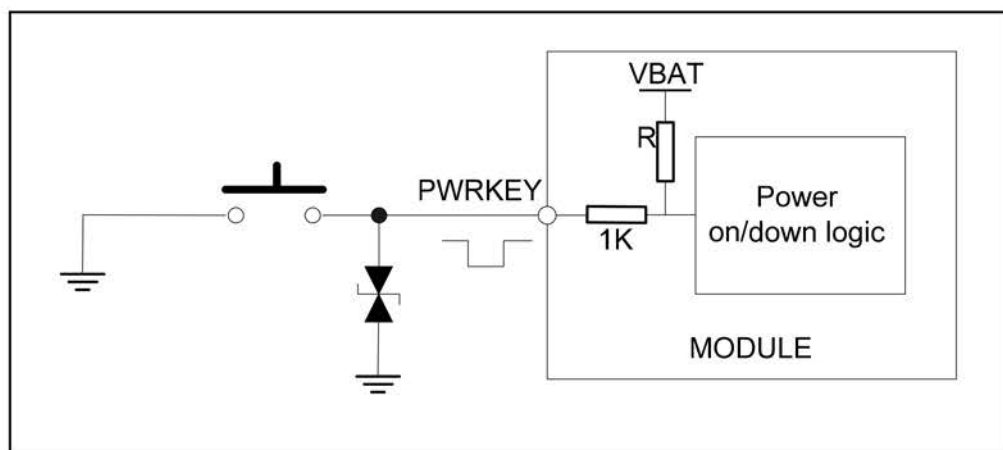 VBAT
R
PWRKEY
1K
Power
on/down logic
MODULE